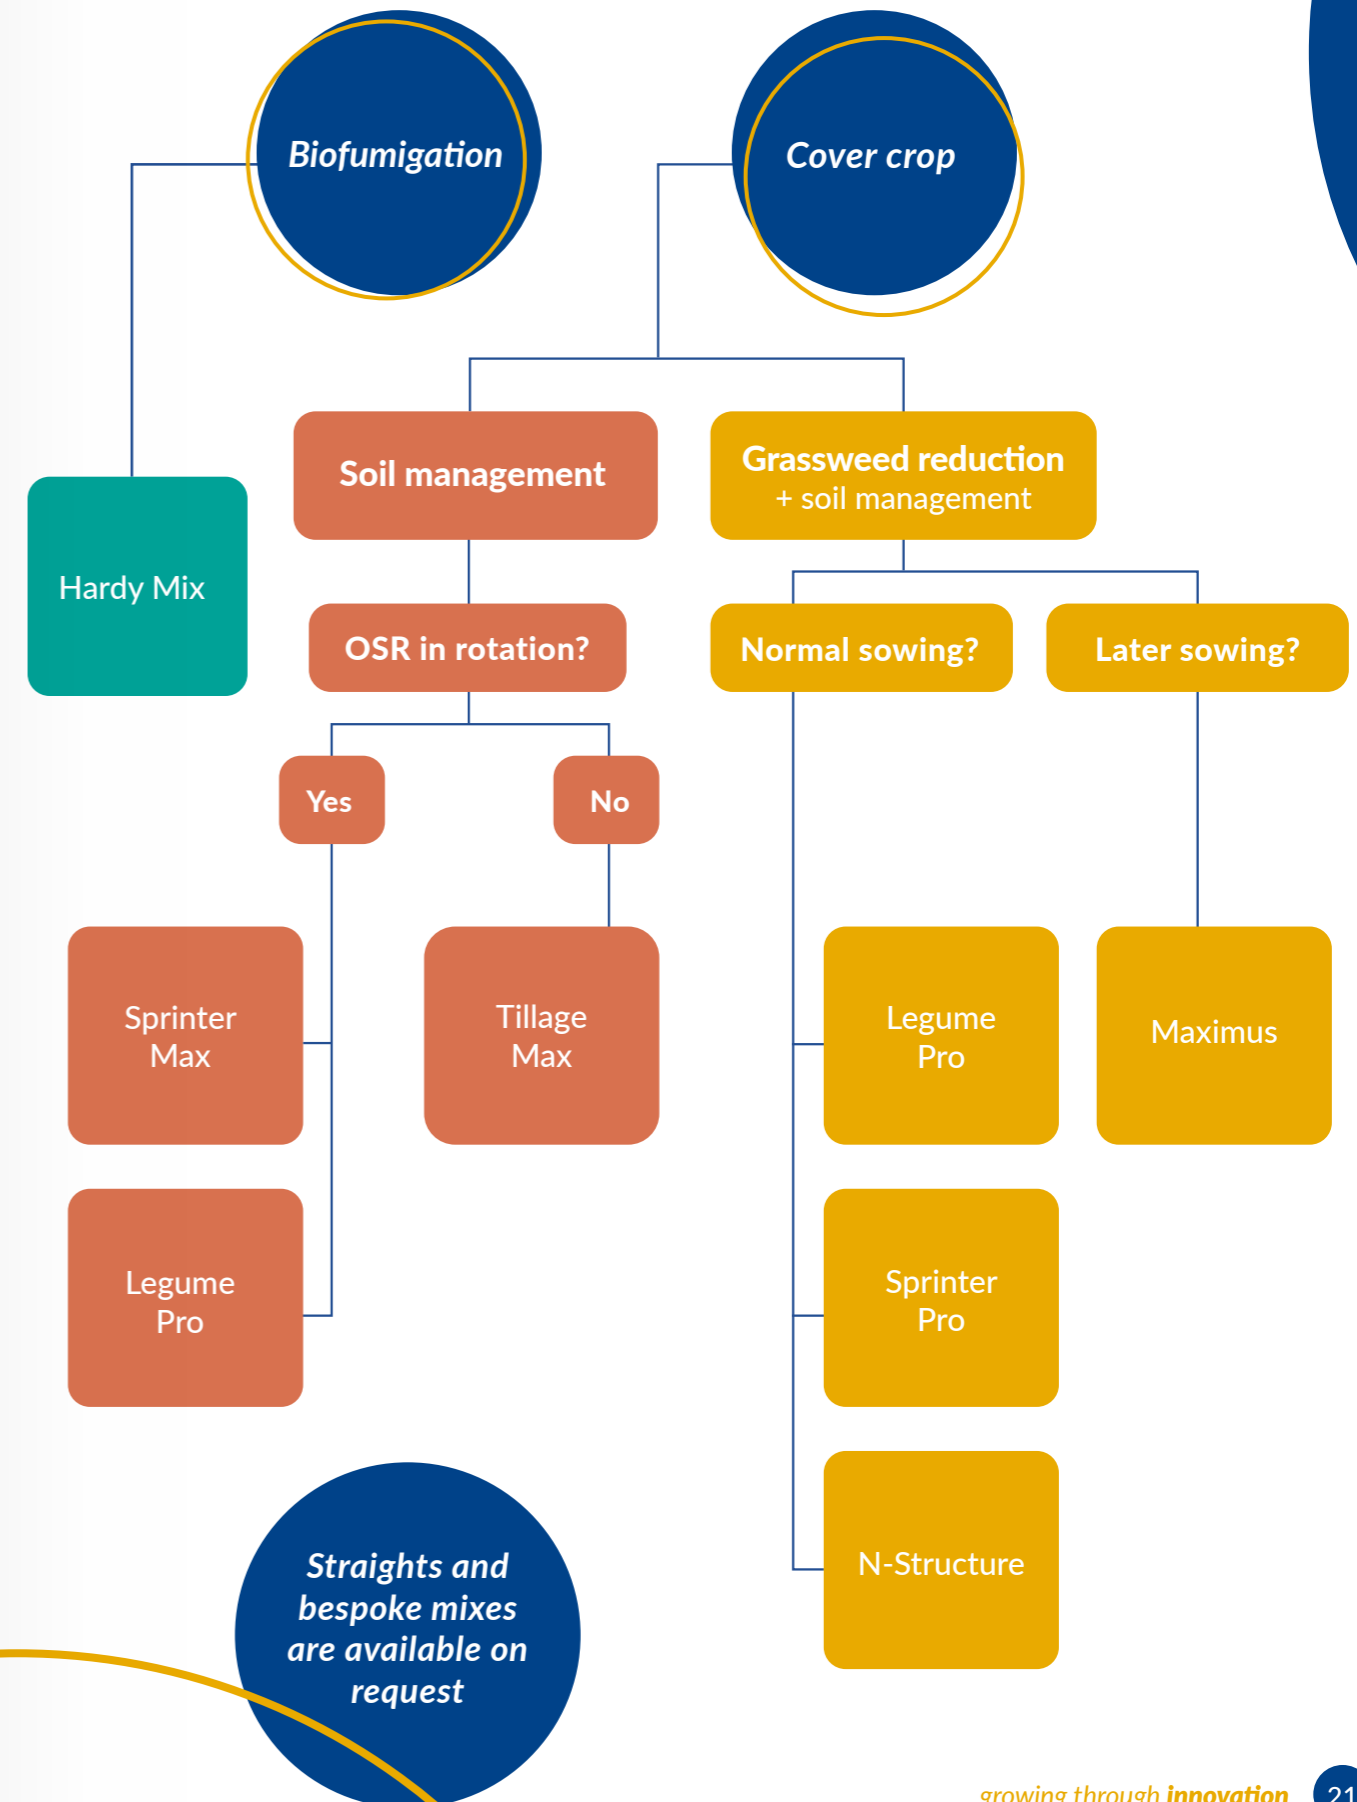 Biofumigation
Cover crop
Soil management
Grassweed reduction
+ soil management
Hardy Mix
OSR in rotation?
Normal sowing?
Later sowing?
Yes
No
Sprinter
Max
Tillage
Max
Legume
Pro
Maximus
Legume
Pro
Sprinter
Pro
N-Structure
Straights and
bespoke mixes
are available on
request
growing through innovation
21